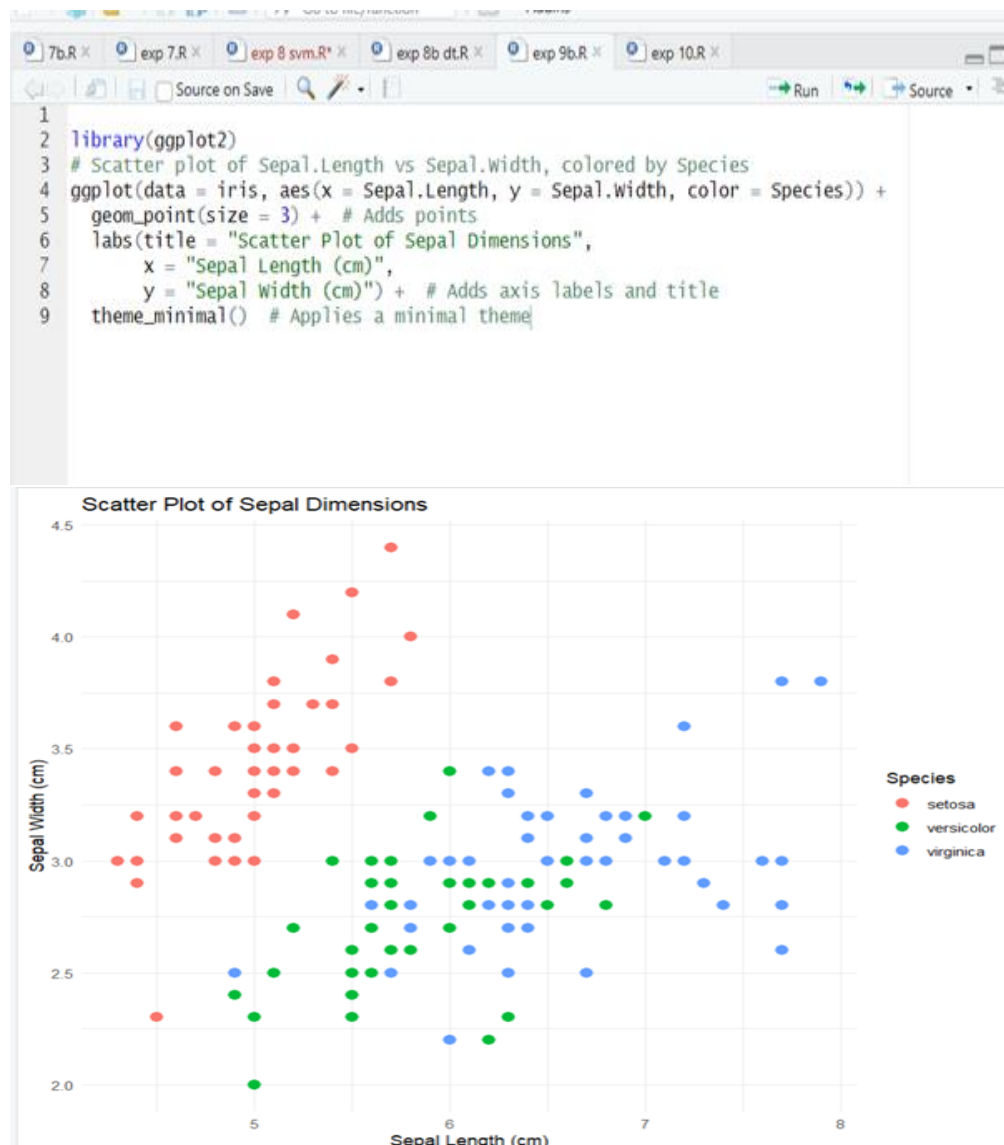 7b.R × exp 7.R × exp 8 svm.R* × exp 8b dt.R × exp 9b.R × exp 10.R ×
Source on Save Run Source
1
2 library(ggplot2)
3 # Scatter plot of Sepal.Length vs Sepal.Width, colored by Species
4 ggplot(data = iris, aes(x = Sepal.Length, y = Sepal.Width, color = Species)) +
5 geom_point(size = 3) + # Adds points
6 labs(title = "Scatter Plot of Sepal Dimensions",
7 x = "Sepal Length (cm)",
8 y = "Sepal Width (cm)") + # Adds axis labels and title
9 theme_minimal() # Applies a minimal theme
Scatter Plot of Sepal Dimensions
4.5
4.0
3.5
3.0
2.5
2.0
Sepal Width (cm)
5 6 7 8
Sepal Length (cm)
Species
setosa
versicolor
virginica